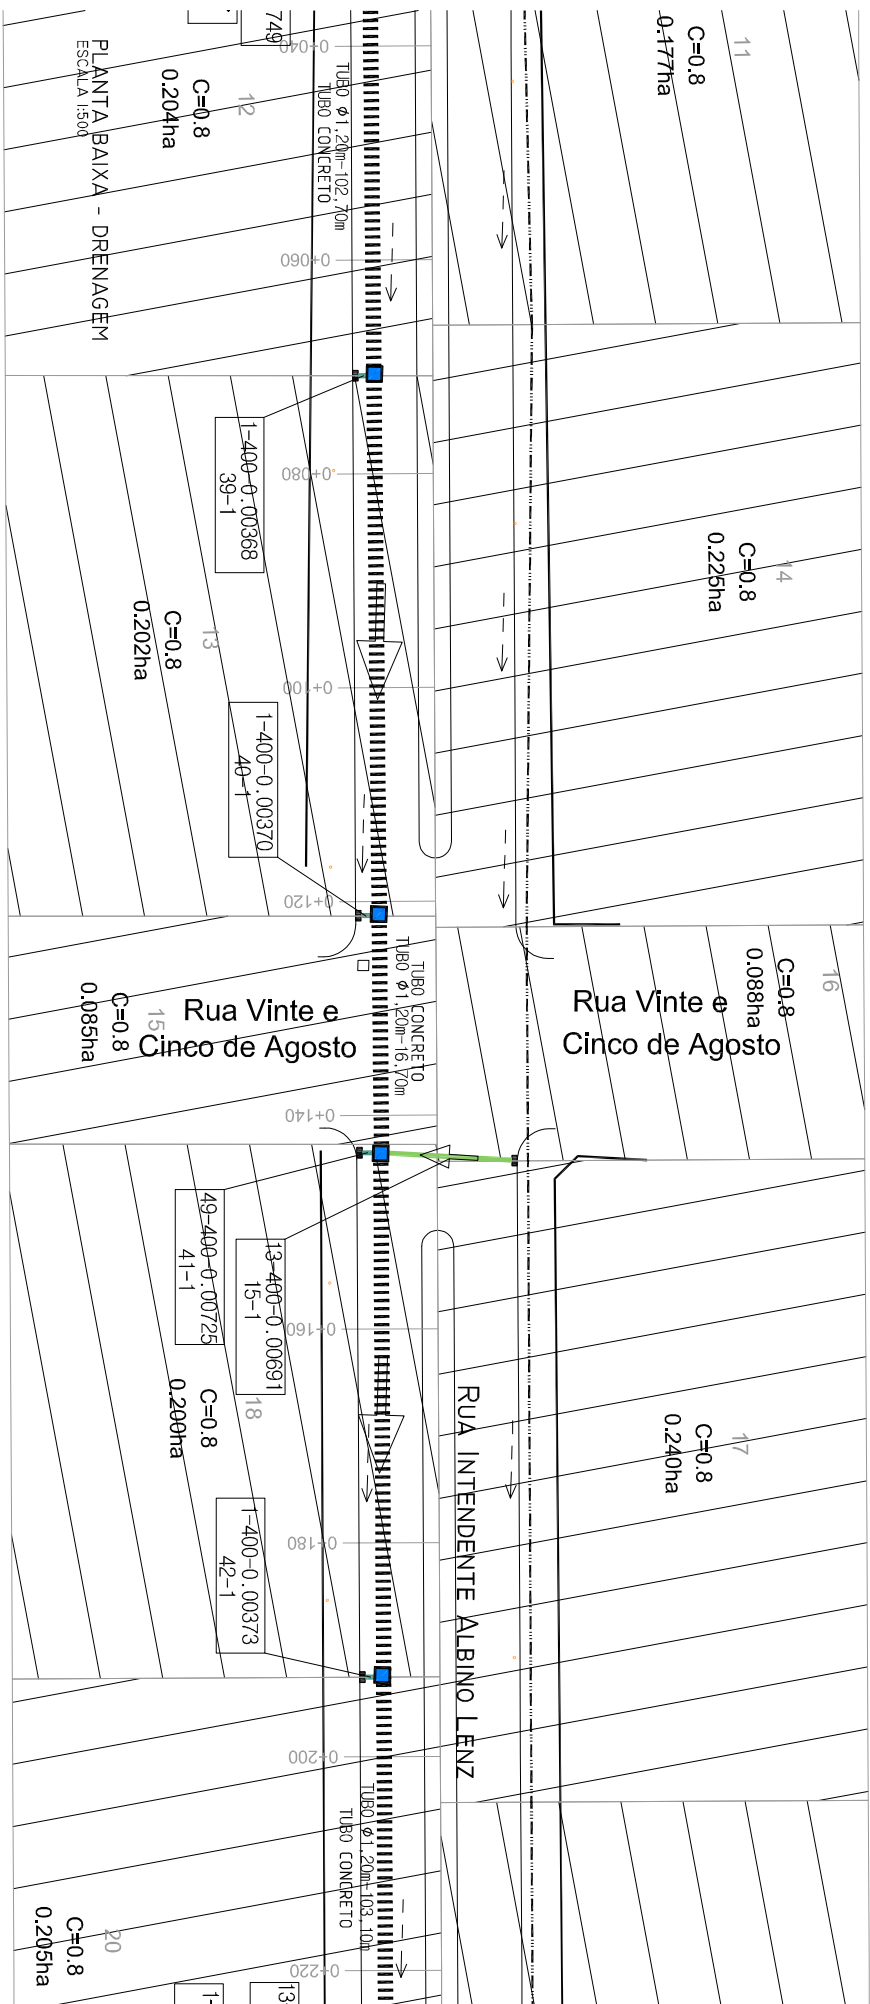 749
0+040
11
C=0.8
0.177ha
PLANTA BAIXA - DRENAGEM
ESCALA 1:500
12
C=0.8
0.204ha
TUBO Ø1,20m-102,70m
TUBO CONCRETO
0+060
1-400-0.00368
39-1
0+080
14
C=0.8
0.225ha
13
C=0.8
0.202ha
0+100
1-400-0.00370
40-1
0+120
TUBO CONCRETO
TUBO Ø1,20m-16,70m
16
C=0.8
0.088ha
15
C=0.8
0.085ha
Rua Vinte e
Cinco de Agosto
Rua Vinte e
Cinco de Agosto
0+140
49-400-0.00725
41-1
13-400-0.00691
15-1
0+160
18
C=0.8
0.200ha
RUA INTENDENTE ALBINO LENZ
17
C=0.8
0.240ha
1-400-0.00373
42-1
0+180
0+200
TUBO Ø1,20m-103,10m
TUBO CONCRETO
20
C=0.8
0.205ha
0+220
1-
13